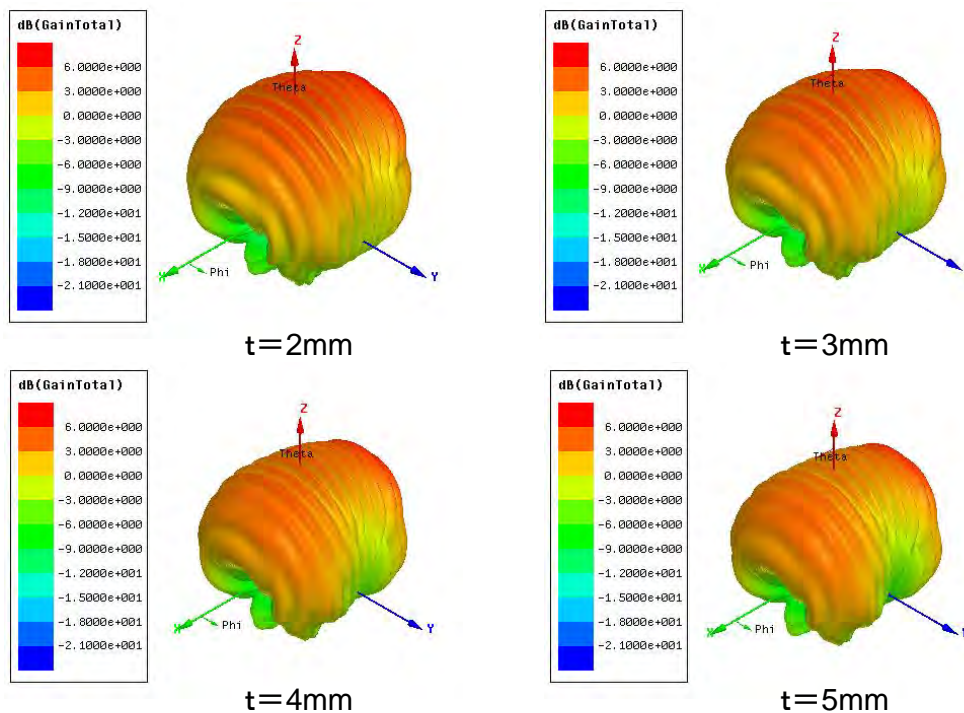 dB(GainTotal)
6.0000e+000
3.0000e+000
0.0000e+000
-3.0000e+000
-6.0000e+000
-9.0000e+000
-1.2000e+001
-1.5000e+001
-1.8000e+001
-2.1000e+001
Z
Theta
X
Phi
Y
t=2mm
dB(GainTotal)
6.0000e+000
3.0000e+000
0.0000e+000
-3.0000e+000
-6.0000e+000
-9.0000e+000
-1.2000e+001
-1.5000e+001
-1.8000e+001
-2.1000e+001
Z
Theta
X
Phi
t=3mm
dB(GainTotal)
6.0000e+000
3.0000e+000
0.0000e+000
-3.0000e+000
-6.0000e+000
-9.0000e+000
-1.2000e+001
-1.5000e+001
-1.8000e+001
-2.1000e+001
Z
Theta
X
Phi
Y
t=4mm
dB(GainTotal)
6.0000e+000
3.0000e+000
0.0000e+000
-3.0000e+000
-6.0000e+000
-9.0000e+000
-1.2000e+001
-1.5000e+001
-1.8000e+001
-2.1000e+001
Z
Theta
X
Phi
t=5mm